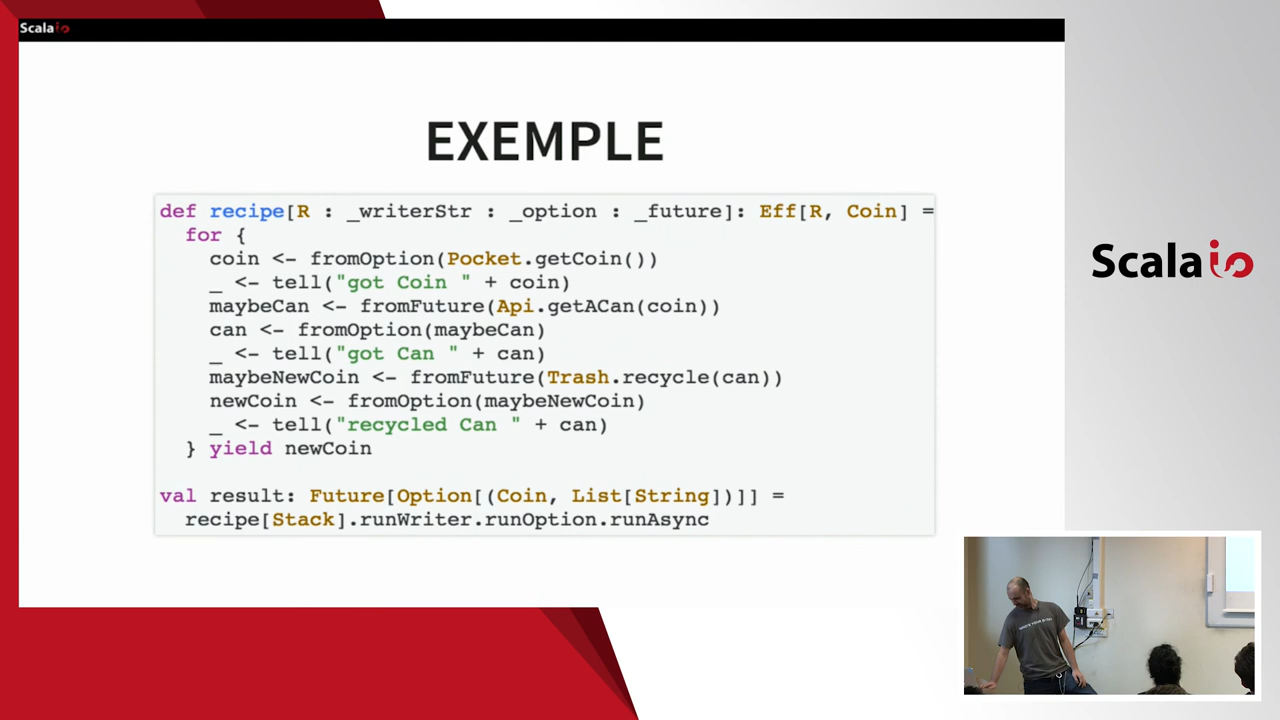 Scalaio
EXEMPLE
def recipe[R : _writerStr : _option : _future]: Eff[R, Coin] =
  for {
    coin <- fromOption(Pocket.getCoin())
    _ <- tell("got Coin " + coin)
    maybeCan <- fromFuture(Api.getACan(coin))
    can <- fromOption(maybeCan)
    _ <- tell("got Can " + can)
    maybeNewCoin <- fromFuture(Trash.recycle(can))
    newCoin <- fromOption(maybeNewCoin)
    _ <- tell("recycled Can " + can)
  } yield newCoin
val result: Future[Option[(Coin, List[String])]] =
  recipe[Stack].runWriter.runOption.runAsync
Scalaio